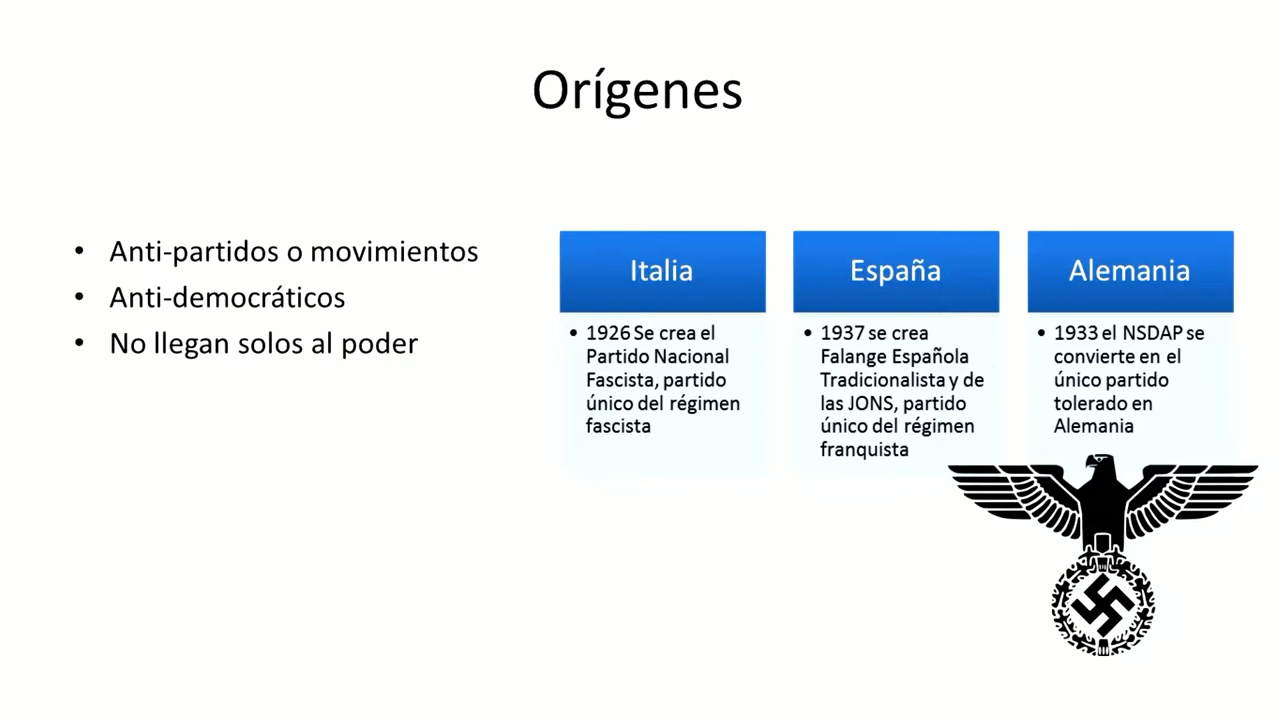 Orígenes
• Anti-partidos o movimientos
• Anti-democráticos
• No llegan solos al poder
Italia
• 1926 Se crea el
Partido Nacional
Fascista, partido
único del régimen
fascista
España
• 1937 se crea
Falange Española
Tradicionalista y de
las JONS, partido
único del régimen
franquista
Alemania
• 1933 el NSDAP se
convierte en el
único partido
tolerado en
Alemania